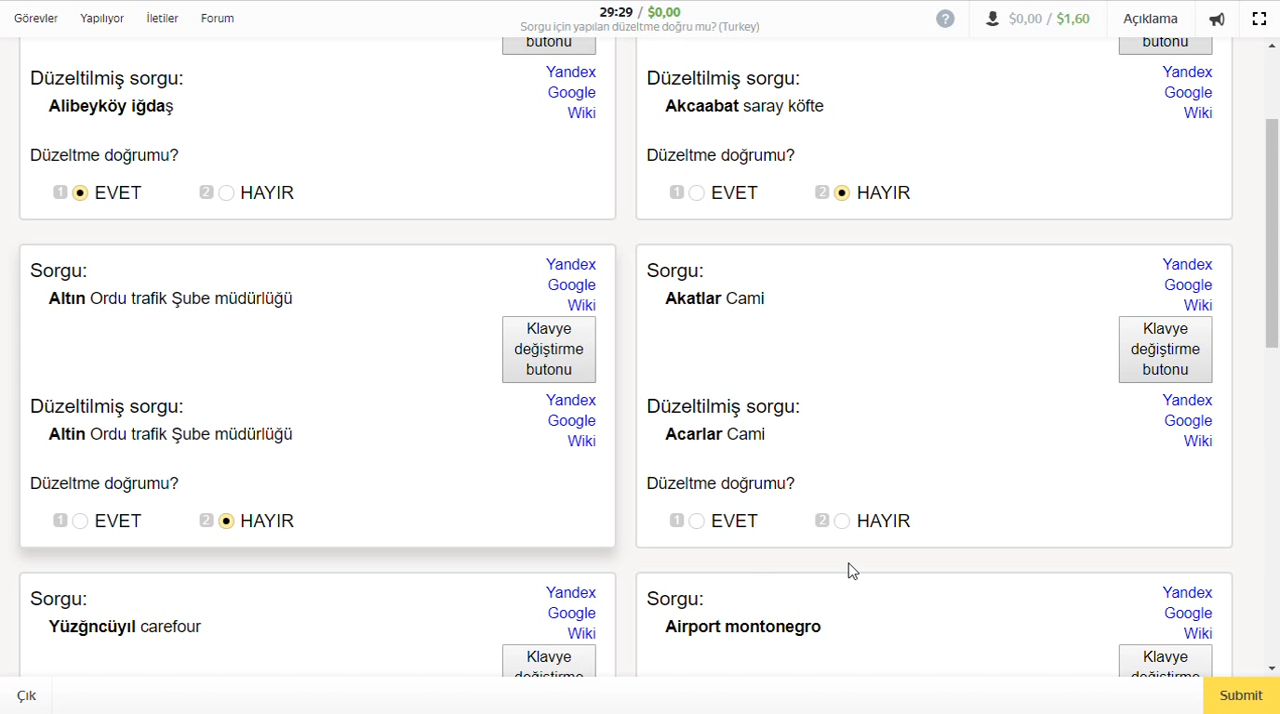 Görevler Yapılıyor İletiler Forum
29:29 / $0,00
Sorgu için yapılan düzeltme doğru mu? (Turkey)
? $0,00 / $1,60 Açıklama
butonu
Düzeltilmiş sorgu:
Alibeyköy iğdaş
Yandex
Google
Wiki
Düzeltme doğrumu?
1 EVET 2 HAYIR
butonu
Düzeltilmiş sorgu:
Akcaabat saray köfte
Yandex
Google
Wiki
Düzeltme doğrumu?
1 EVET 2 HAYIR
Sorgu:
Altın Ordu trafik Şube müdürlüğü
Yandex
Google
Wiki
Klavye
değiştirme
butonu
Düzeltilmiş sorgu:
Altin Ordu trafik Şube müdürlüğü
Yandex
Google
Wiki
Düzeltme doğrumu?
1 EVET 2 HAYIR
Sorgu:
Akatlar Cami
Yandex
Google
Wiki
Klavye
değiştirme
butonu
Düzeltilmiş sorgu:
Acarlar Cami
Yandex
Google
Wiki
Düzeltme doğrumu?
1 EVET 2 HAYIR
Sorgu:
Yüzğncüyıl carefour
Yandex
Google
Wiki
Klavye
değiştirme
Sorgu:
Airport montonegro
Yandex
Google
Wiki
Klavye
değiştirme
Çık
Submit